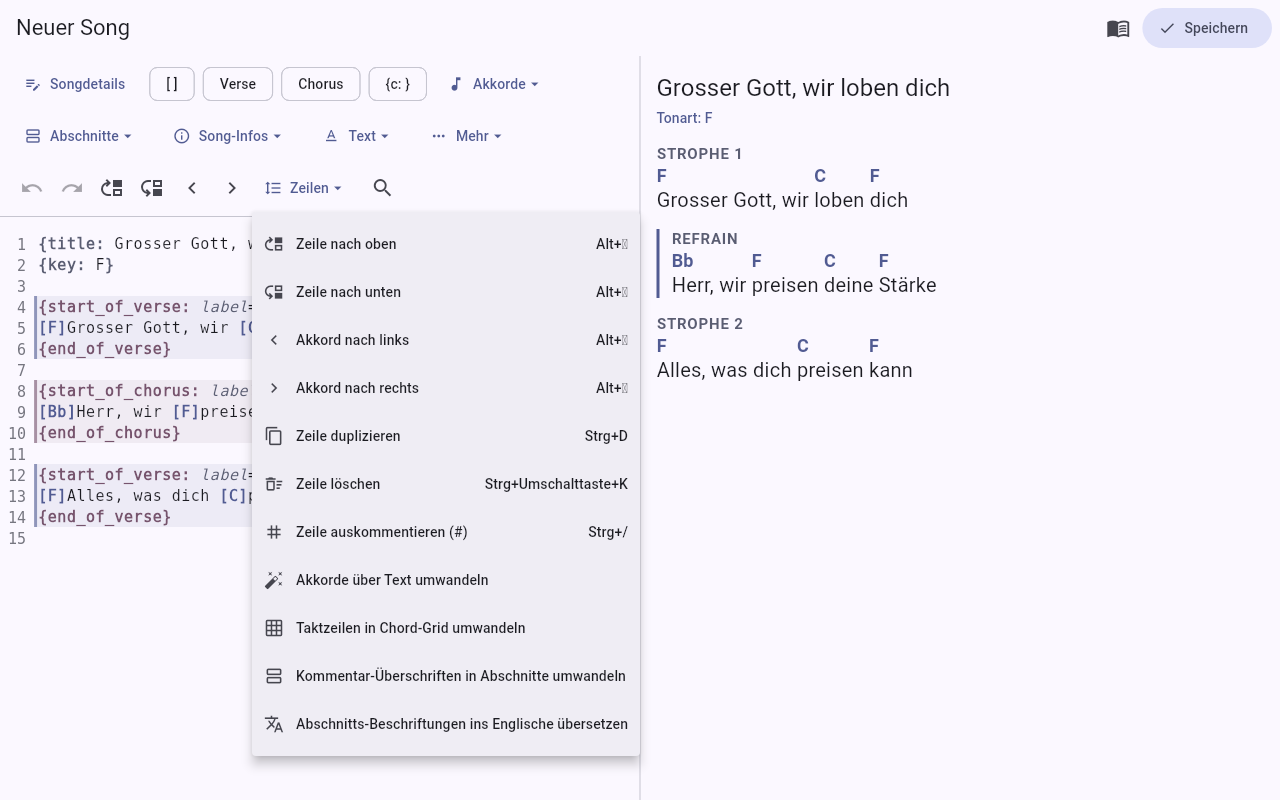 Neuer Song
Speichern
Songdetails
[ ]
Verse
Chorus
{c: }
Akkorde
Abschnitte
Song-Infos
Text
Mehr
Zeilen
1 {title: Grosser Gott,
2 {key: F}
3
4 {start_of_verse: label=
5 [F]Grosser Gott, wir [
6 {end_of_verse}
7
8 {start_of_chorus: labe
9 [Bb]Herr, wir [F]preise
10 {end_of_chorus}
11
12 {start_of_verse: label=
13 [F]Alles, was dich [C]
14 {end_of_verse}
15
Zeile nach oben Alt+
Zeile nach unten Alt+
Akkord nach links Alt+
Akkord nach rechts Alt+
Zeile duplizieren Strg+D
Zeile löschen Strg+Umschalttaste+K
Zeile auskommentieren (#) Strg+/
Akkorde über Text umwandeln
Taktzeilen in Chord-Grid umwandeln
Kommentar-Überschriften in Abschnitte umwandeln
Abschnitts-Beschriftungen ins Englische übersetzen
Grosser Gott, wir loben dich
Tonart: F
STROPHE 1
F C F
Grosser Gott, wir loben dich
REFRAIN
Bb F C F
Herr, wir preisen deine Stärke
STROPHE 2
F C F
Alles, was dich preisen kann